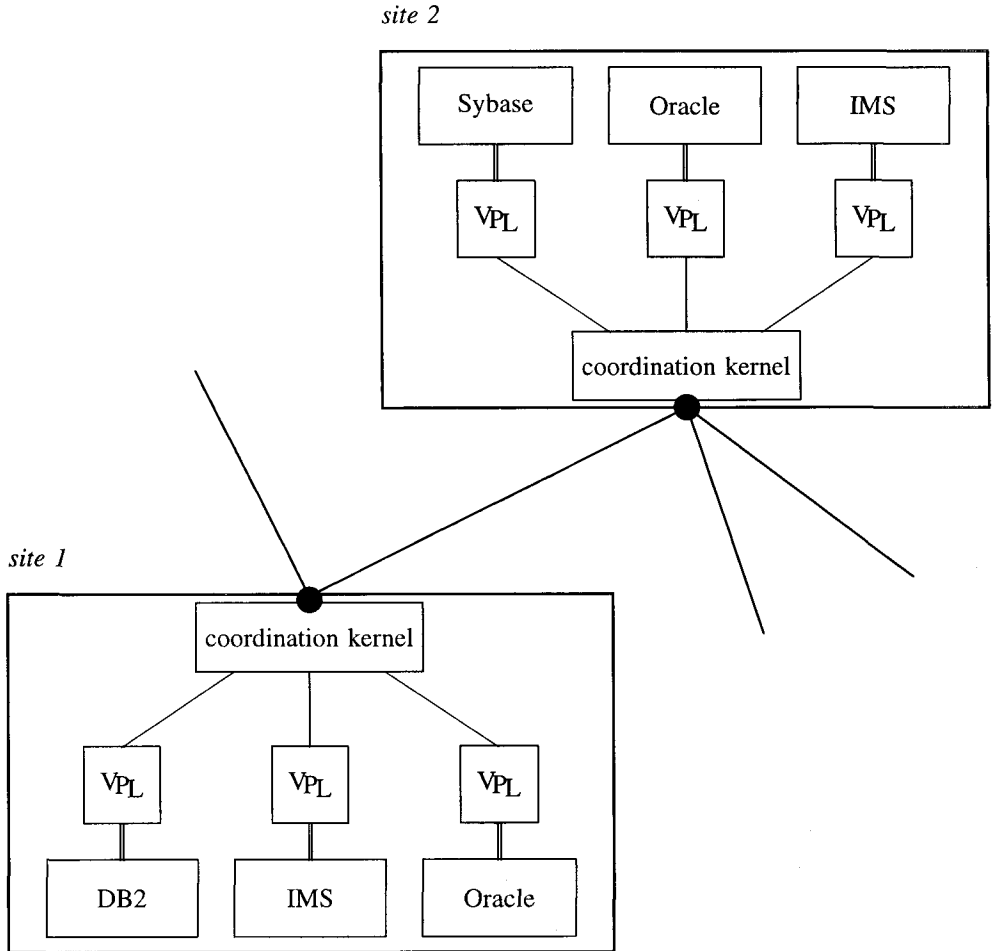 site 2
Sybase
Oracle
IMS
VPL
VPL
VPL
coordination kernel
site 1
coordination kernel
VPL
VPL
VPL
DB2
IMS
Oracle